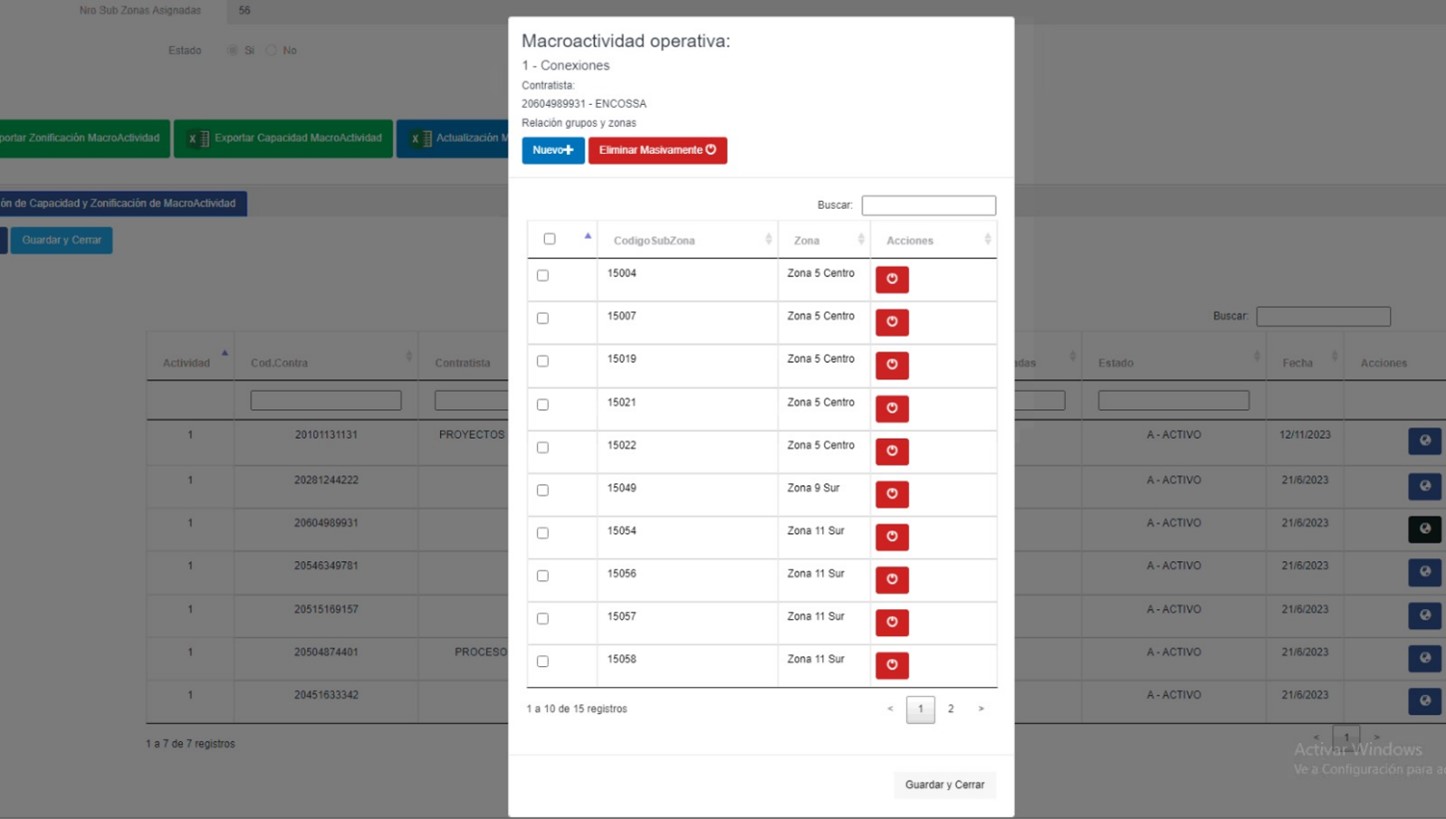 Nro Sub Zonas Asignadas 56
Estado Si No
portar Zonificación MacroActividad Exportar Capacidad MacroActividad Actualización M
ón de Capacidad y Zonificación de MacroActividad
Guardar y Cerrar
Buscar:
Actividad Cod.Contra Contratista adas Estado Fecha Acciones
1 20101131131 PROYECTOS A - ACTIVO 12/11/2023
1 20281244222 A - ACTIVO 21/6/2023
1 20604989931 A - ACTIVO 21/6/2023
1 20546349781 A - ACTIVO 21/6/2023
1 20515169157 A - ACTIVO 21/6/2023
1 20504874401 PROCESO A - ACTIVO 21/6/2023
1 20451633342 A - ACTIVO 21/6/2023
1 a 7 de 7 registros < 1 >
Macroactividad operativa:
1 - Conexiones
Contratista:
20604989931 - ENCOSSA
Relación grupos y zonas
Nuevo+ Eliminar Masivamente
Buscar:
CodigoSubZona Zona Acciones
15004 Zona 5 Centro
15007 Zona 5 Centro
15019 Zona 5 Centro
15021 Zona 5 Centro
15022 Zona 5 Centro
15049 Zona 9 Sur
15054 Zona 11 Sur
15056 Zona 11 Sur
15057 Zona 11 Sur
15058 Zona 11 Sur
1 a 10 de 15 registros < 1 2 >
Guardar y Cerrar
Activar Windows
Ve a Configuración para a